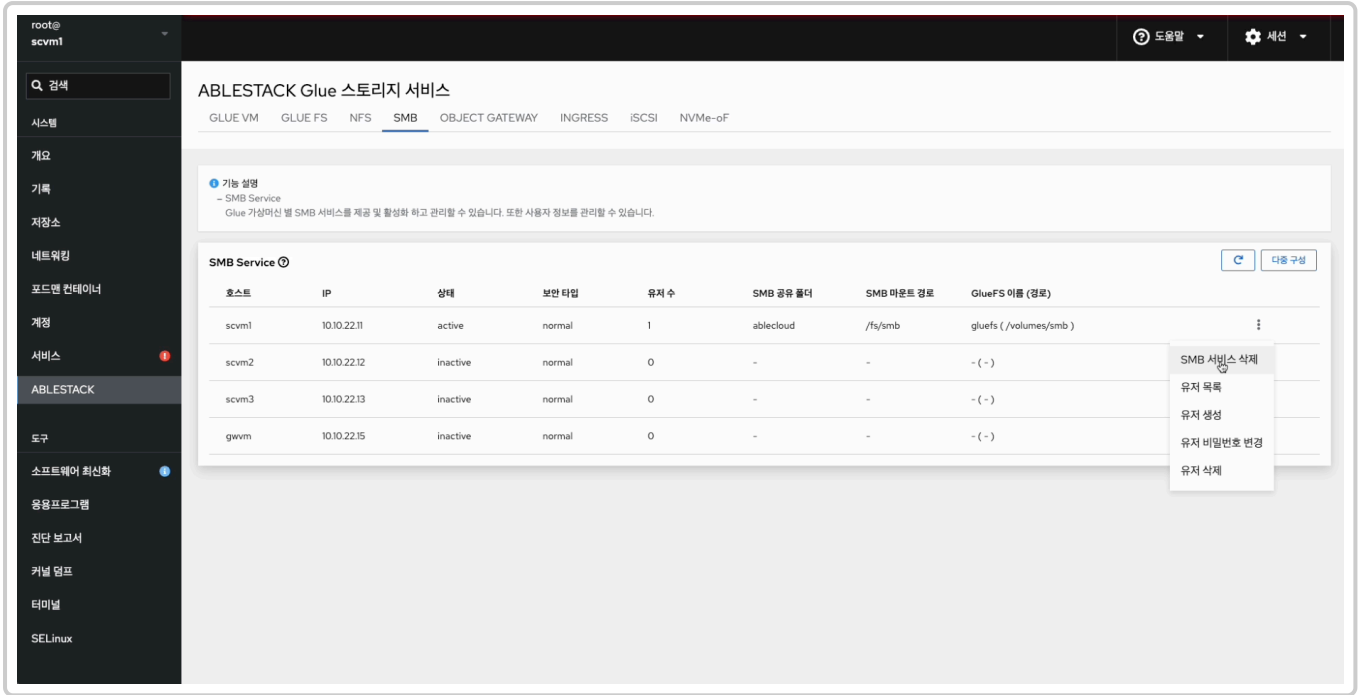 root@
scvm1
도움말
세션
검색
시스템
개요
기록
저장소
네트워킹
포드맨 컨테이너
계정
서비스
ABLESTACK
도구
소프트웨어 최신화
응용프로그램
진단 보고서
커널 덤프
터미널
SELinux
ABLESTACK Glue 스토리지 서비스
GLUE VM GLUE FS NFS SMB OBJECT GATEWAY INGRESS iSCSI NVMe-oF
기능 설명
– SMB Service
Glue 가상머신 별 SMB 서비스를 제공 및 활성화 하고 관리할 수 있습니다. 또한 사용자 정보를 관리할 수 있습니다.
SMB Service
다중 구성
호스트 IP 상태 보안 타입 유저 수 SMB 공유 폴더 SMB 마운트 경로 GlueFS 이름 (경로)
scvm1 10.10.22.11 active normal 1 ablecloud /fs/smb gluefs ( /volumes/smb )
scvm2 10.10.22.12 inactive normal 0 - - - ( - )
scvm3 10.10.22.13 inactive normal 0 - - - ( - )
gwvm 10.10.22.15 inactive normal 0 - - - ( - )
SMB 서비스 삭제
유저 목록
유저 생성
유저 비밀번호 변경
유저 삭제